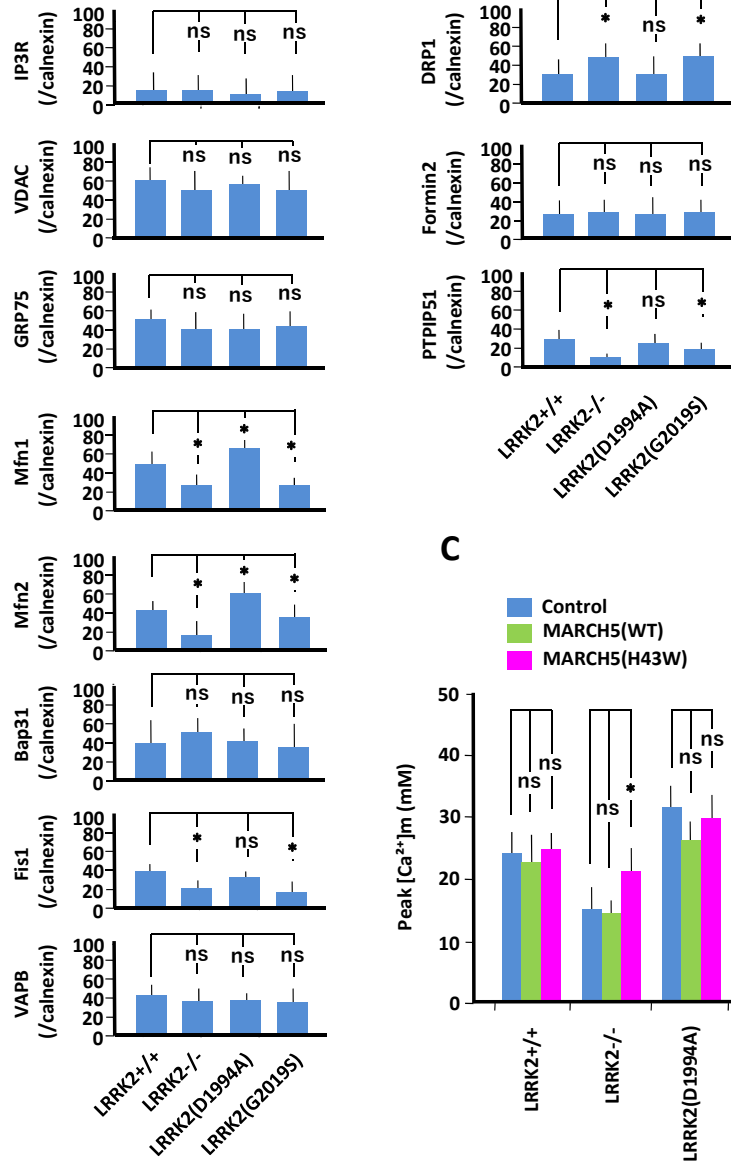 IP3R
(/calnexin)
100
80
60
40
20
0
ns
ns
ns
VDAC
(/calnexin)
100
80
60
40
20
0
ns
ns
ns
GRP75
(/calnexin)
100
80
60
40
20
0
ns
ns
ns
Mfn1
(/calnexin)
100
80
60
40
20
0
*
*
*
Mfn2
(/calnexin)
100
80
60
40
20
0
*
*
*
Bap31
(/calnexin)
100
80
60
40
20
0
ns
ns
ns
Fis1
(/calnexin)
100
80
60
40
20
0
*
ns
*
VAPB
(/calnexin)
100
80
60
40
20
0
ns
ns
ns
LRRK2+/+
LRRK2-/-
LRRK2(D1994A)
LRRK2(G2019S)
DRP1
(/calnexin)
80
60
40
20
0
*
ns
*
Formin2
(/calnexin)
100
80
60
40
20
0
ns
ns
ns
PTPIP51
(/calnexin)
100
80
60
40
20
0
*
ns
*
LRRK2+/+
LRRK2-/-
LRRK2(D1994A)
LRRK2(G2019S)
C
Control
MARCH5(WT)
MARCH5(H43W)
Peak [Ca²⁺]m (mM)
50
40
30
20
10
0
ns
ns
ns
*
ns
ns
LRRK2+/+
LRRK2-/-
LRRK2(D1994A)